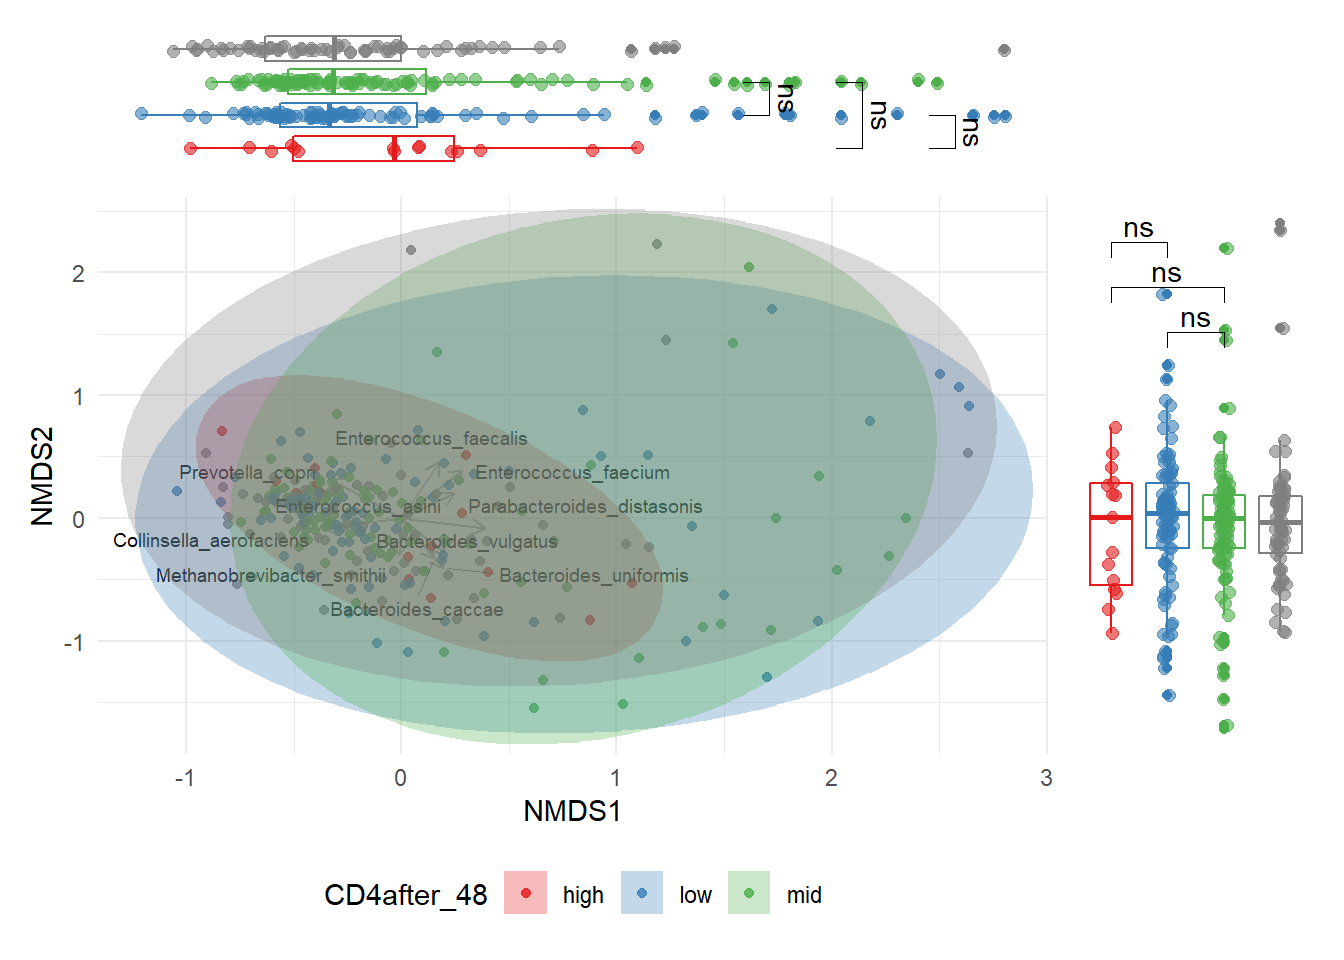 ns
ns
ns
ns
ns
ns
2
1
0
-1
NMDS2
Enterococcus_faecalis
Prevotella_copri
Enterococcus_faecium
Enterococcus_asini
Parabacteroides_distasonis
Collinsella_aerofaciens
Bacteroides_vulgatus
Methanobrevibacter_smithii
Bacteroides_uniformis
Bacteroides_caccae
-1 0 1 2 3
NMDS1
CD4after_48 high low mid